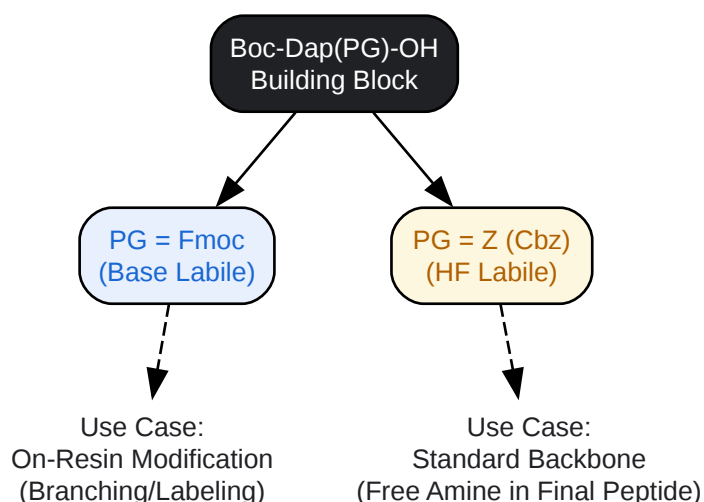 Boc-Dap(PG)-OH
Building Block
PG = Fmoc
(Base Labile)
PG = Z (Cbz)
(HF Labile)
Use Case:
On-Resin Modification
(Branching/Labeling)
Use Case:
Standard Backbone
(Free Amine in Final Peptide)